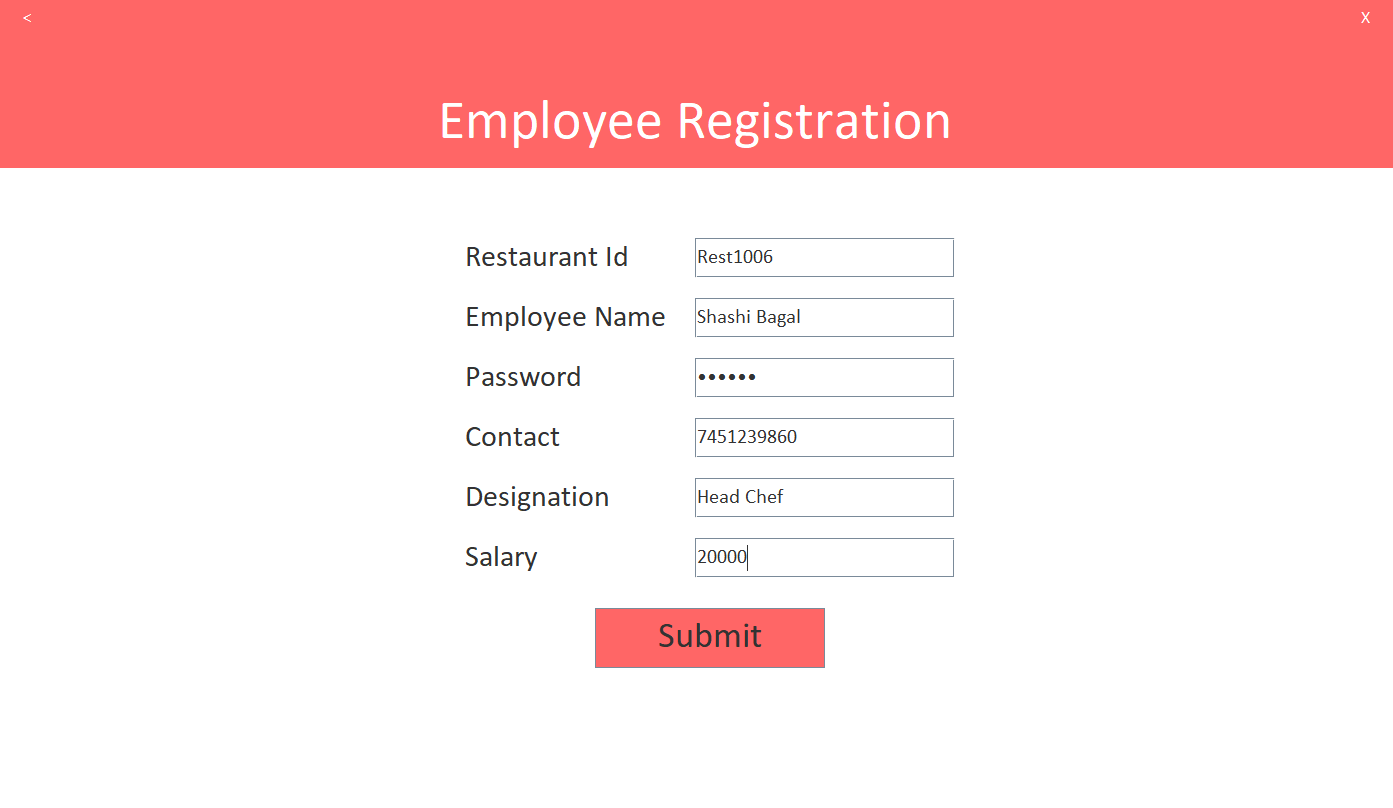 < X
Employee Registration
Restaurant Id Rest1006
Employee Name Shashi Bagal
Password ••••••
Contact 7451239860
Designation Head Chef
Salary 20000
Submit